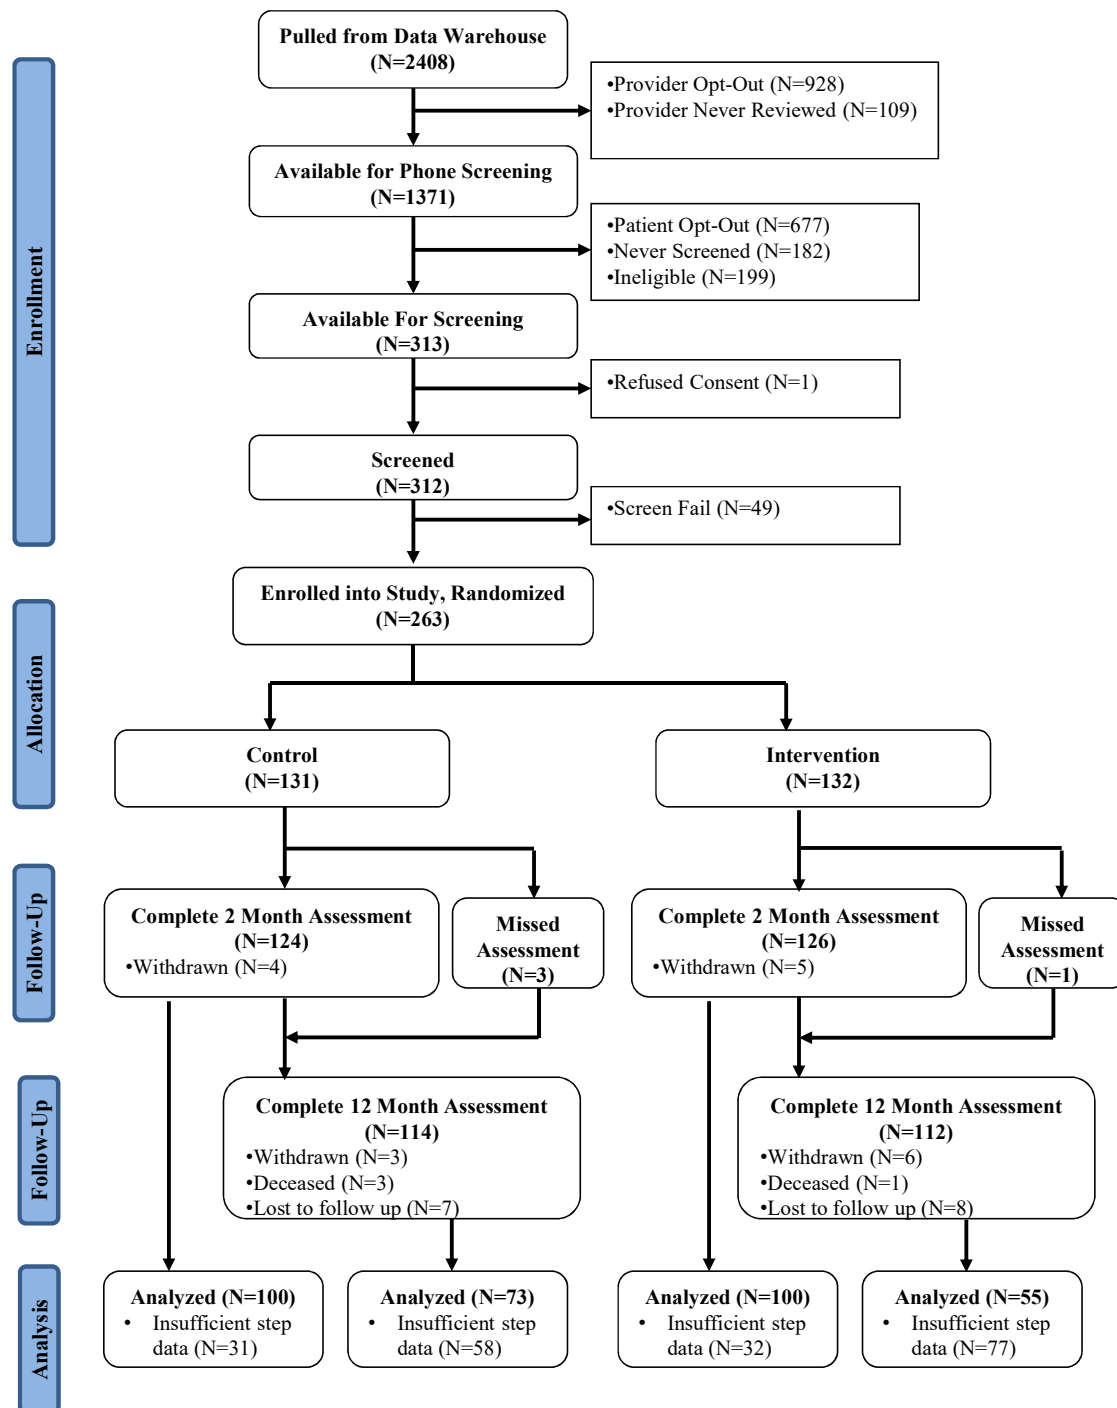 Pulled from Data Warehouse
(N=2408)
•Provider Opt-Out (N=928)
•Provider Never Reviewed (N=109)
Available for Phone Screening
(N=1371)
•Patient Opt-Out (N=677)
•Never Screened (N=182)
•Ineligible (N=199)
Enrollment
Available For Screening
(N=313)
•Refused Consent (N=1)
Screened
(N=312)
•Screen Fail (N=49)
Enrolled into Study, Randomized
(N=263)
Allocation
Control
(N=131)
Intervention
(N=132)
Follow-Up
Complete 2 Month Assessment
(N=124)
•Withdrawn (N=4)
Missed
Assessment
(N=3)
Complete 2 Month Assessment
(N=126)
•Withdrawn (N=5)
Missed
Assessment
(N=1)
Follow-Up
Complete 12 Month Assessment
(N=114)
•Withdrawn (N=3)
•Deceased (N=3)
•Lost to follow up (N=7)
Complete 12 Month Assessment
(N=112)
•Withdrawn (N=6)
•Deceased (N=1)
•Lost to follow up (N=8)
Analysis
Analyzed (N=100)
• Insufficient step
data (N=31)
Analyzed (N=73)
• Insufficient step
data (N=58)
Analyzed (N=100)
• Insufficient step
data (N=32)
Analyzed (N=55)
• Insufficient step
data (N=77)